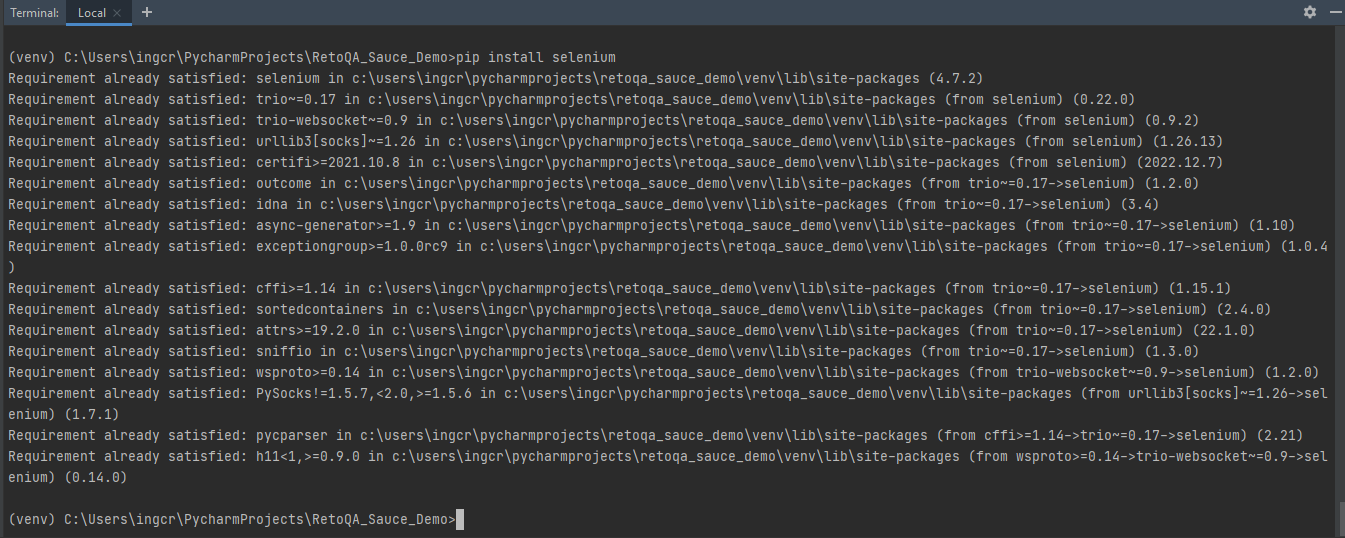 Terminal: Local × +
(venv) C:\Users\ingcr\PycharmProjects\RetoQA_Sauce_Demo>pip install selenium
Requirement already satisfied: selenium in c:\users\ingcr\pycharmprojects\retoqa_sauce_demo\venv\lib\site-packages (4.7.2)
Requirement already satisfied: trio~=0.17 in c:\users\ingcr\pycharmprojects\retoqa_sauce_demo\venv\lib\site-packages (from selenium) (0.22.0)
Requirement already satisfied: trio-websocket~=0.9 in c:\users\ingcr\pycharmprojects\retoqa_sauce_demo\venv\lib\site-packages (from selenium) (0.9.2)
Requirement already satisfied: urllib3[socks]~=1.26 in c:\users\ingcr\pycharmprojects\retoqa_sauce_demo\venv\lib\site-packages (from selenium) (1.26.13)
Requirement already satisfied: certifi>=2021.10.8 in c:\users\ingcr\pycharmprojects\retoqa_sauce_demo\venv\lib\site-packages (from selenium) (2022.12.7)
Requirement already satisfied: outcome in c:\users\ingcr\pycharmprojects\retoqa_sauce_demo\venv\lib\site-packages (from trio~=0.17->selenium) (1.2.0)
Requirement already satisfied: idna in c:\users\ingcr\pycharmprojects\retoqa_sauce_demo\venv\lib\site-packages (from trio~=0.17->selenium) (3.4)
Requirement already satisfied: async-generator>=1.9 in c:\users\ingcr\pycharmprojects\retoqa_sauce_demo\venv\lib\site-packages (from trio~=0.17->selenium) (1.10)
Requirement already satisfied: exceptiongroup>=1.0.0rc9 in c:\users\ingcr\pycharmprojects\retoqa_sauce_demo\venv\lib\site-packages (from trio~=0.17->selenium) (1.0.4
)
Requirement already satisfied: cffi>=1.14 in c:\users\ingcr\pycharmprojects\retoqa_sauce_demo\venv\lib\site-packages (from trio~=0.17->selenium) (1.15.1)
Requirement already satisfied: sortedcontainers in c:\users\ingcr\pycharmprojects\retoqa_sauce_demo\venv\lib\site-packages (from trio~=0.17->selenium) (2.4.0)
Requirement already satisfied: attrs>=19.2.0 in c:\users\ingcr\pycharmprojects\retoqa_sauce_demo\venv\lib\site-packages (from trio~=0.17->selenium) (22.1.0)
Requirement already satisfied: sniffio in c:\users\ingcr\pycharmprojects\retoqa_sauce_demo\venv\lib\site-packages (from trio~=0.17->selenium) (1.3.0)
Requirement already satisfied: wsproto>=0.14 in c:\users\ingcr\pycharmprojects\retoqa_sauce_demo\venv\lib\site-packages (from trio-websocket~=0.9->selenium) (1.2.0)
Requirement already satisfied: PySocks!=1.5.7,<2.0,>=1.5.6 in c:\users\ingcr\pycharmprojects\retoqa_sauce_demo\venv\lib\site-packages (from urllib3[socks]~=1.26->sel
enium) (1.7.1)
Requirement already satisfied: pycparser in c:\users\ingcr\pycharmprojects\retoqa_sauce_demo\venv\lib\site-packages (from cffi>=1.14->trio~=0.17->selenium) (2.21)
Requirement already satisfied: h11<1,>=0.9.0 in c:\users\ingcr\pycharmprojects\retoqa_sauce_demo\venv\lib\site-packages (from wsproto>=0.14->trio-websocket~=0.9->sel
enium) (0.14.0)
(venv) C:\Users\ingcr\PycharmProjects\RetoQA_Sauce_Demo>